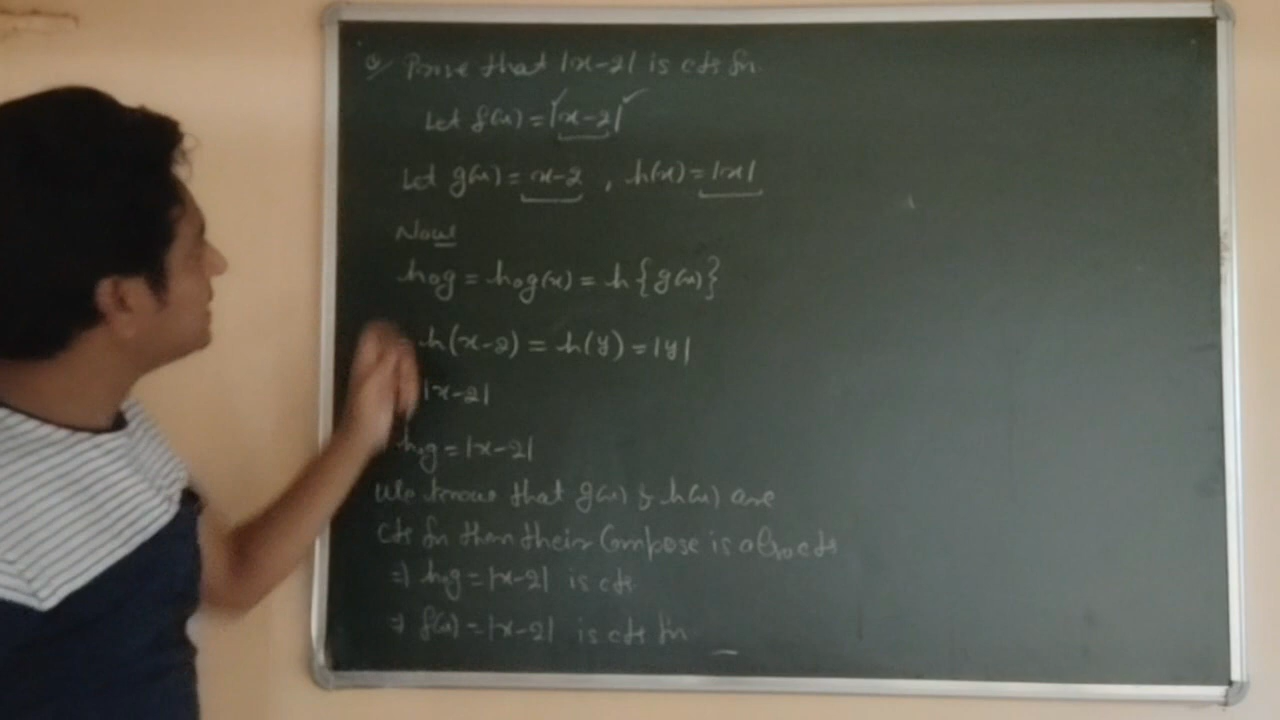 Q/ Prove that |x-2| is cts fn
Let f(x) = |x-2|
Let g(x) = x-2 , h(x) = |x|
Now
hog = hog(x) = h{g(x)}
h(x-2) = h(y) = |y|
|x-2|
hog = |x-2|
We know that g(x) & h(x) are
cts fn then their Compose is also cts
⇒ hog = |x-2| is cts
⇒ f(x) = |x-2| is cts fn